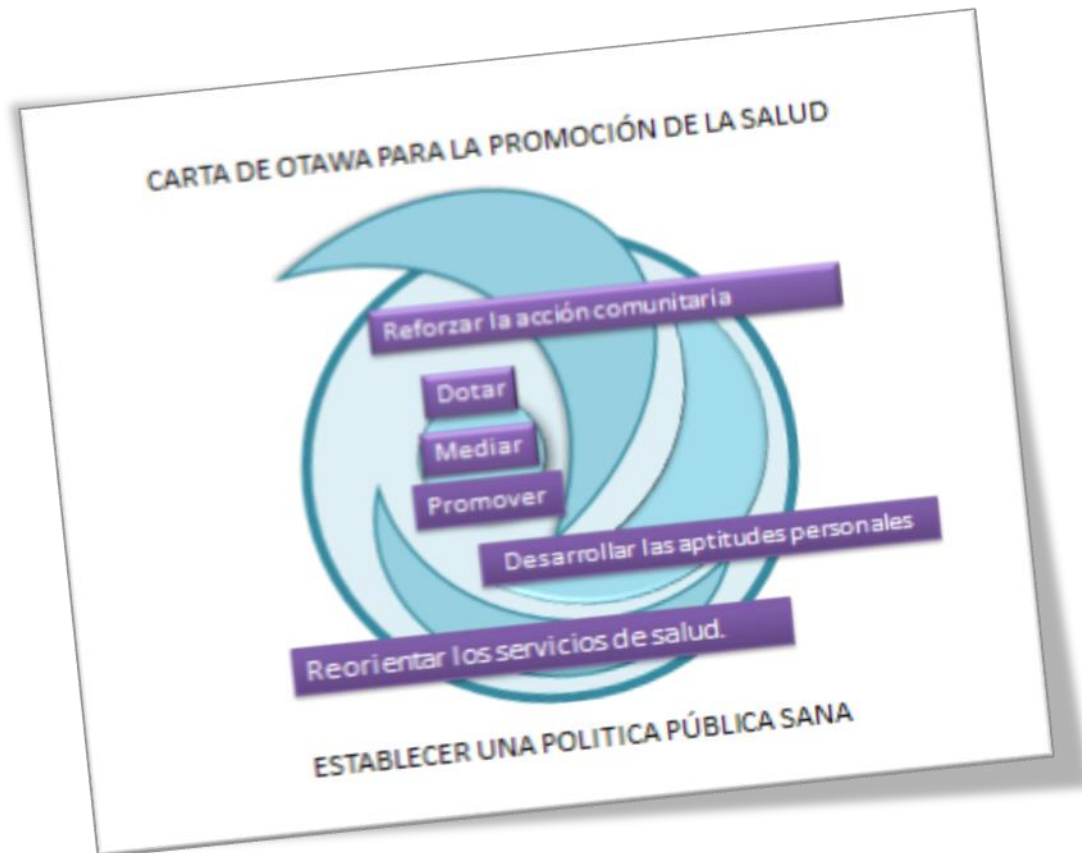 CARTA DE OTAWA PARA LA PROMOCIÓN DE LA SALUD
Reforzar la acción comunitaria
Dotar
Mediar
Promover
Desarrollar las aptitudes personales
Reorientar los servicios de salud.
ESTABLECER UNA POLITICA PÚBLICA SANA